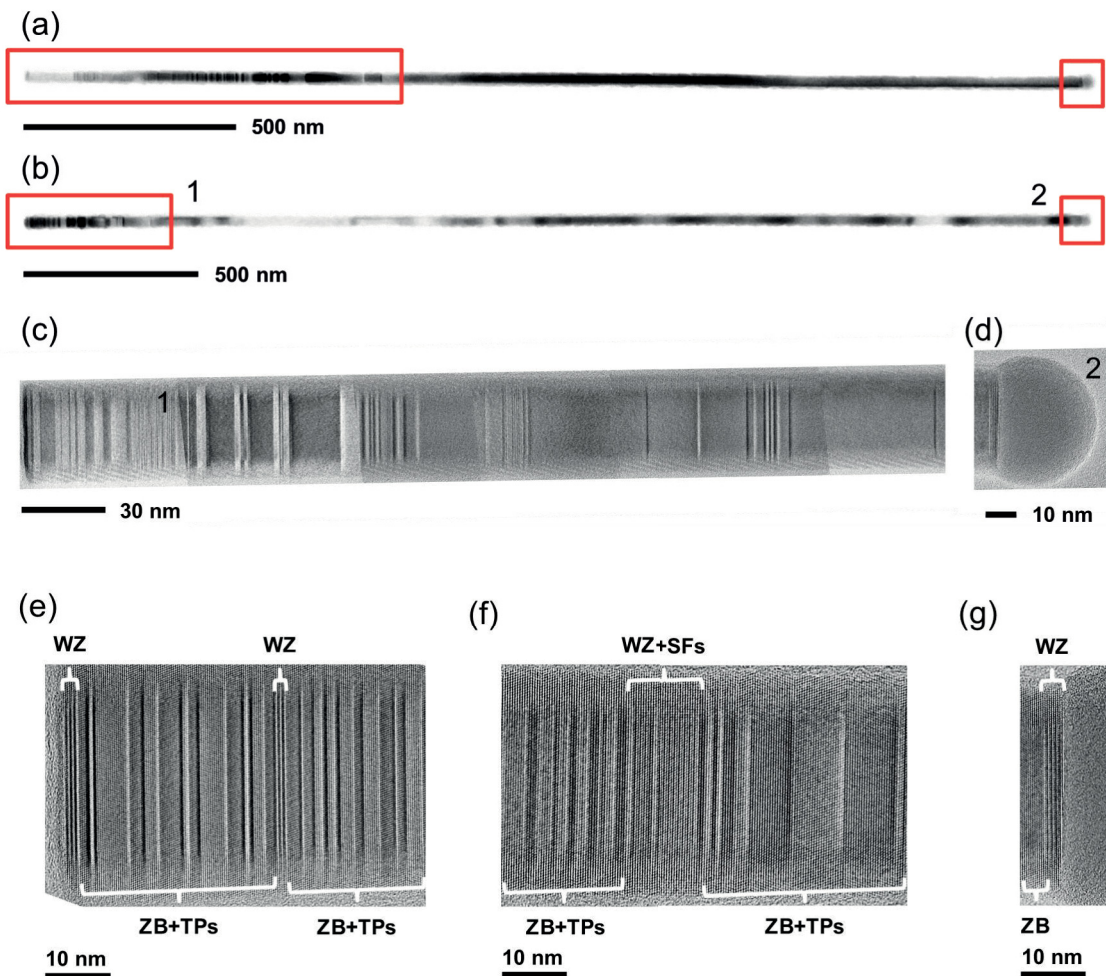 (a)
500 nm
(b)
1
2
500 nm
(c)
1
30 nm
(d)
2
10 nm
(e)
WZ
WZ
ZB+TPs
ZB+TPs
10 nm
(f)
WZ+SFs
ZB+TPs
ZB+TPs
10 nm
(g)
WZ
ZB
10 nm